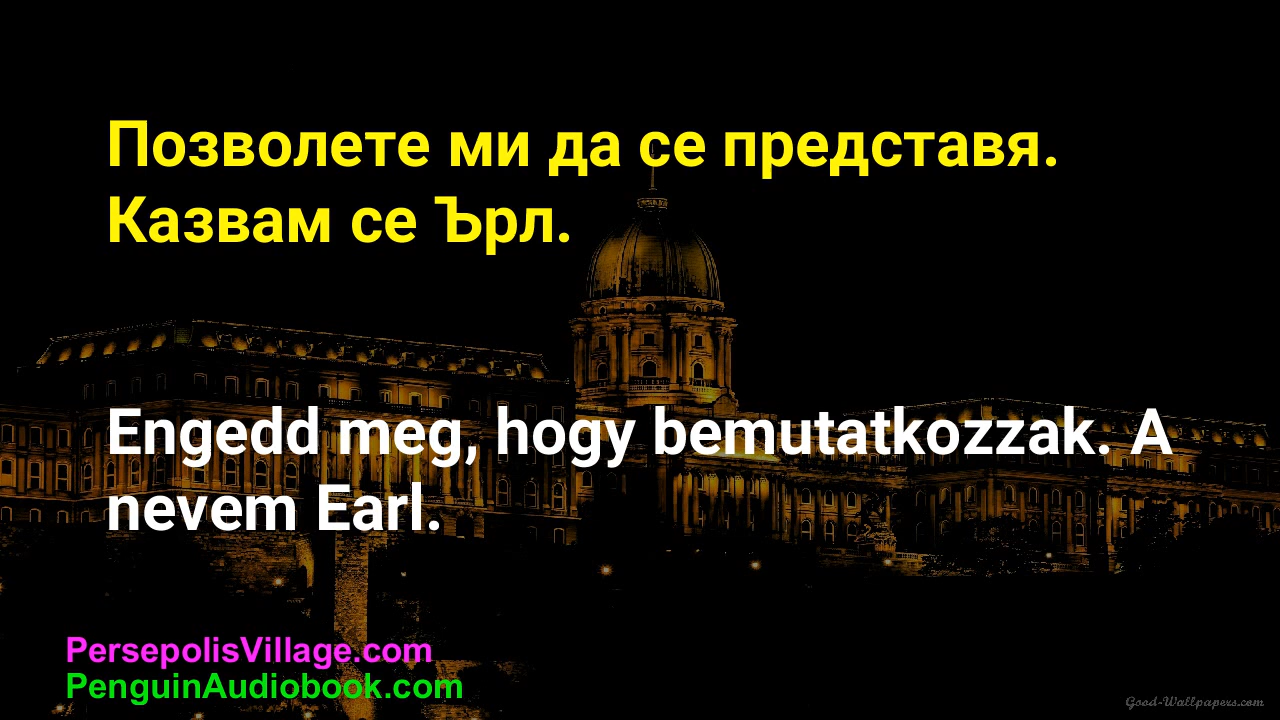 Позволете ми да се представя.
Казвам се Ърл.
Engedd meg, hogy bemutatkozzak. A
nevem Earl.
PersepolisVillage.com
PenguinAudiobook.com
Good-Wallpapers.com